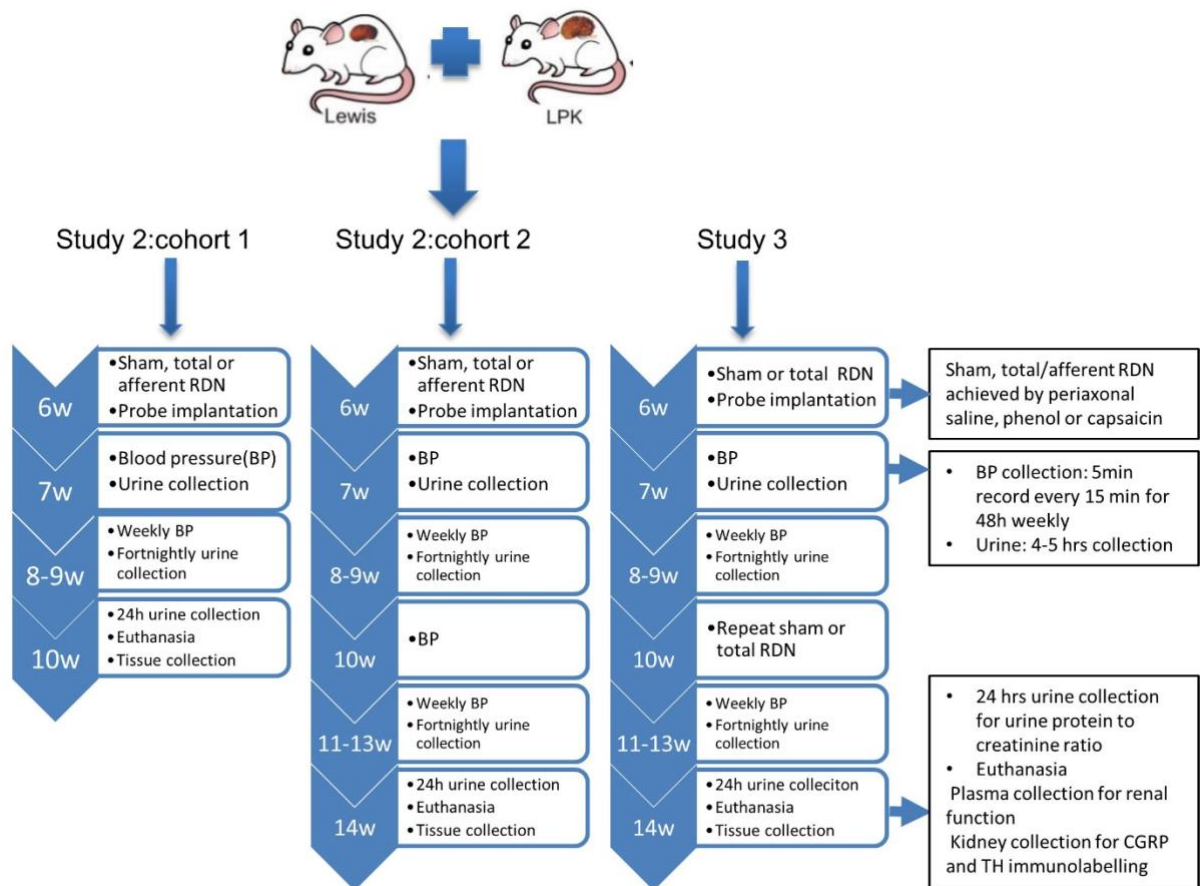 Lewis
LPK
Study 2:cohort 1
6w
•Sham, total or
afferent RDN
•Probe implantation
7w
•Blood pressure(BP)
•Urine collection
8-9w
•Weekly BP
•Fortnightly urine
collection
10w
•24h urine collection
•Euthanasia
•Tissue collection
Study 2:cohort 2
6w
•Sham, total or
afferent RDN
•Probe implantation
7w
•BP
•Urine collection
8-9w
•Weekly BP
•Fortnightly urine
collection
10w
•BP
11-13w
•Weekly BP
•Fortnightly urine
collection
14w
•24h urine collection
•Euthanasia
•Tissue collection
Study 3
6w
•Sham or total RDN
•Probe implantation
7w
•BP
•Urine collection
8-9w
•Weekly BP
•Fortnightly urine
collection
10w
•Repeat sham or
total RDN
11-13w
•Weekly BP
•Fortnightly urine
collection
14w
•24h urine colleciton
•Euthanasia
•Tissue collection
Sham, total/afferent RDN
achieved by periaxonal
saline, phenol or capsaicin
• BP collection: 5min
record every 15 min for
48h weekly
• Urine: 4-5 hrs collection
• 24 hrs urine collection
for urine protein to
creatinine ratio
• Euthanasia
Plasma collection for renal
function
Kidney collection for CGRP
and TH immunolabelling